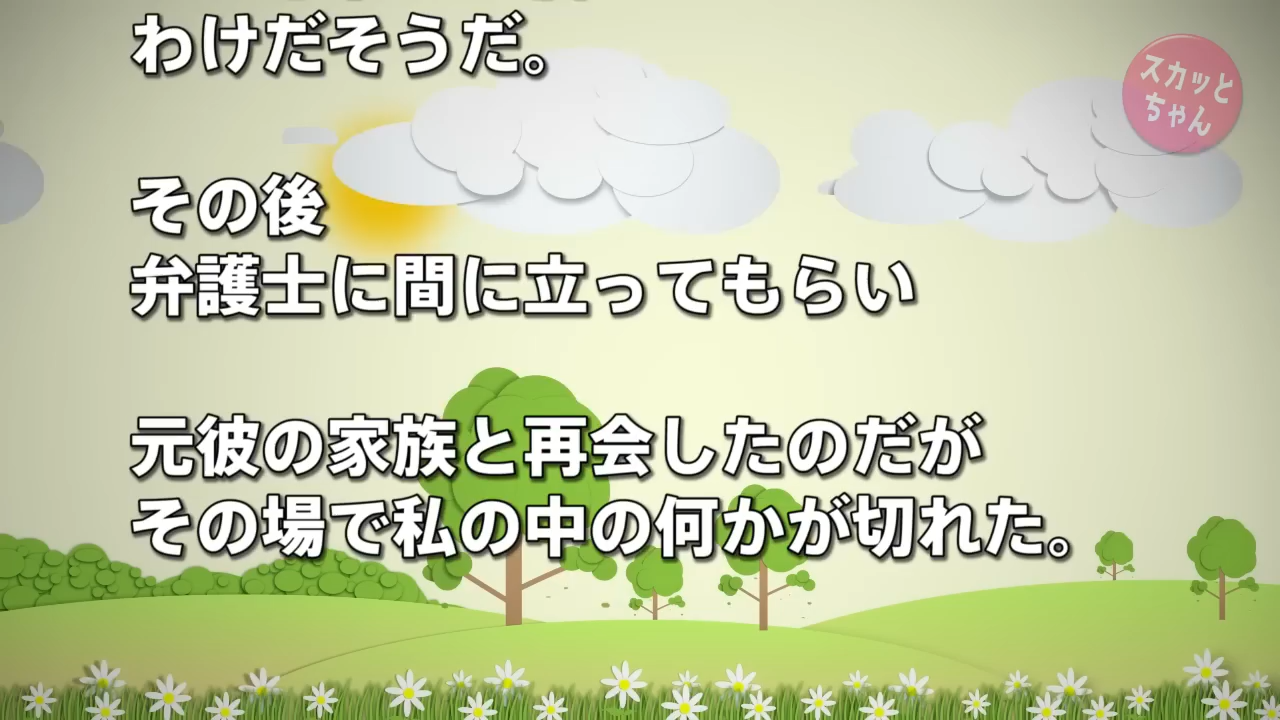 わけだそうだ。
スカッと
ちゃん
その後
弁護士に間に立ってもらい
元彼の家族と再会したのだが
その場で私の中の何かが切れた。